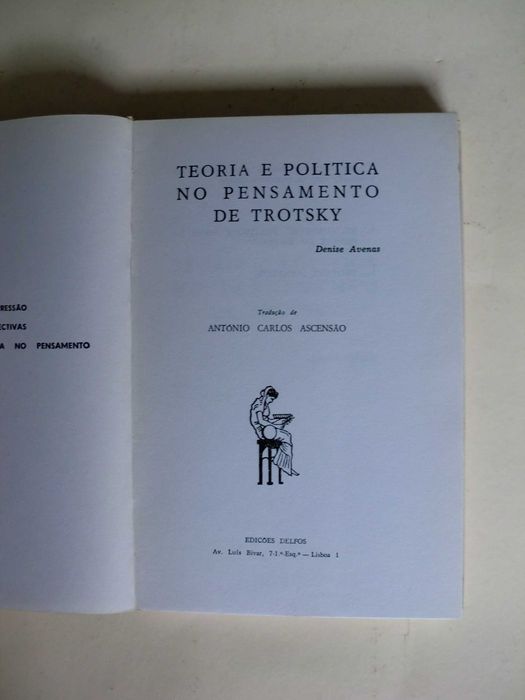 RESSÃO
ECTIVAS
A NO PENSAMENTO
TEORIA E POLITICA
NO PENSAMENTO
DE TROTSKY
Denise Avenas
Tradução de
ANTÓNIO CARLOS ASCENSÃO
EDIÇÕES DELFOS
Av. Luís Bívar, 7-1.º-Esq.º — Lisboa 1